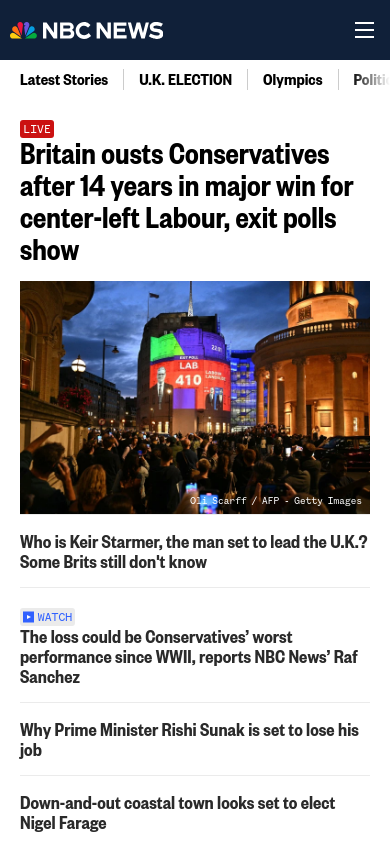 NBC NEWS
Latest Stories
U.K. ELECTION
Olympics
LIVE
Britain ousts Conservatives
after 14 years in major win for
center-left Labour, exit polls
show
EXIT POLL
LAB
410
Oli Scarff / AFP - Getty Images
Who is Keir Starmer, the man set to lead the U.K.?
Some Brits still don't know
WATCH
The loss could be Conservatives’ worst
performance since WWII, reports NBC News’ Raf
Sanchez
Why Prime Minister Rishi Sunak is set to lose his
job
Down-and-out coastal town looks set to elect
Nigel Farage